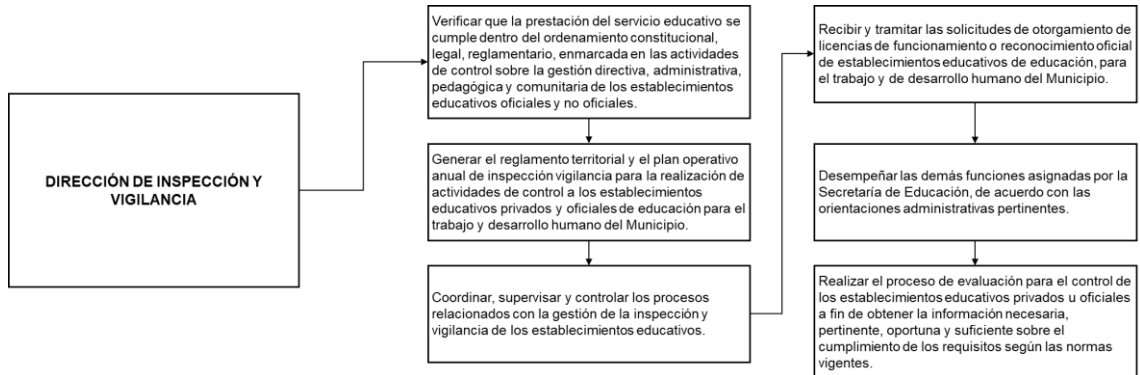 DIRECCIÓN DE INSPECCIÓN Y
VIGILANCIA
Verificar que la prestación del servicio educativo se
cumple dentro del ordenamiento constitucional,
legal, reglamentario, enmarcada en las actividades
de control sobre la gestión directiva, administrativa,
pedagógica y comunitaria de los establecimientos
educativos oficiales y no oficiales.
Generar el reglamento territorial y el plan operativo
anual de inspección vigilancia para la realización de
actividades de control a los establecimientos
educativos privados y oficiales de educación para el
trabajo y desarrollo humano del Municipio.
Coordinar, supervisar y controlar los procesos
relacionados con la gestión de la inspección y
vigilancia de los establecimientos educativos.
Recibir y tramitar las solicitudes de otorgamiento de
licencias de funcionamiento o reconocimiento oficial
de establecimientos educativos de educación, para
el trabajo y de desarrollo humano del Municipio.
Desempeñar las demás funciones asignadas por la
Secretaría de Educación, de acuerdo con las
orientaciones administrativas pertinentes.
Realizar el proceso de evaluación para el control de
los establecimientos educativos privados u oficiales
a fin de obtener la información necesaria,
pertinente, oportuna y suficiente sobre el
cumplimiento de los requisitos según las normas
vigentes.